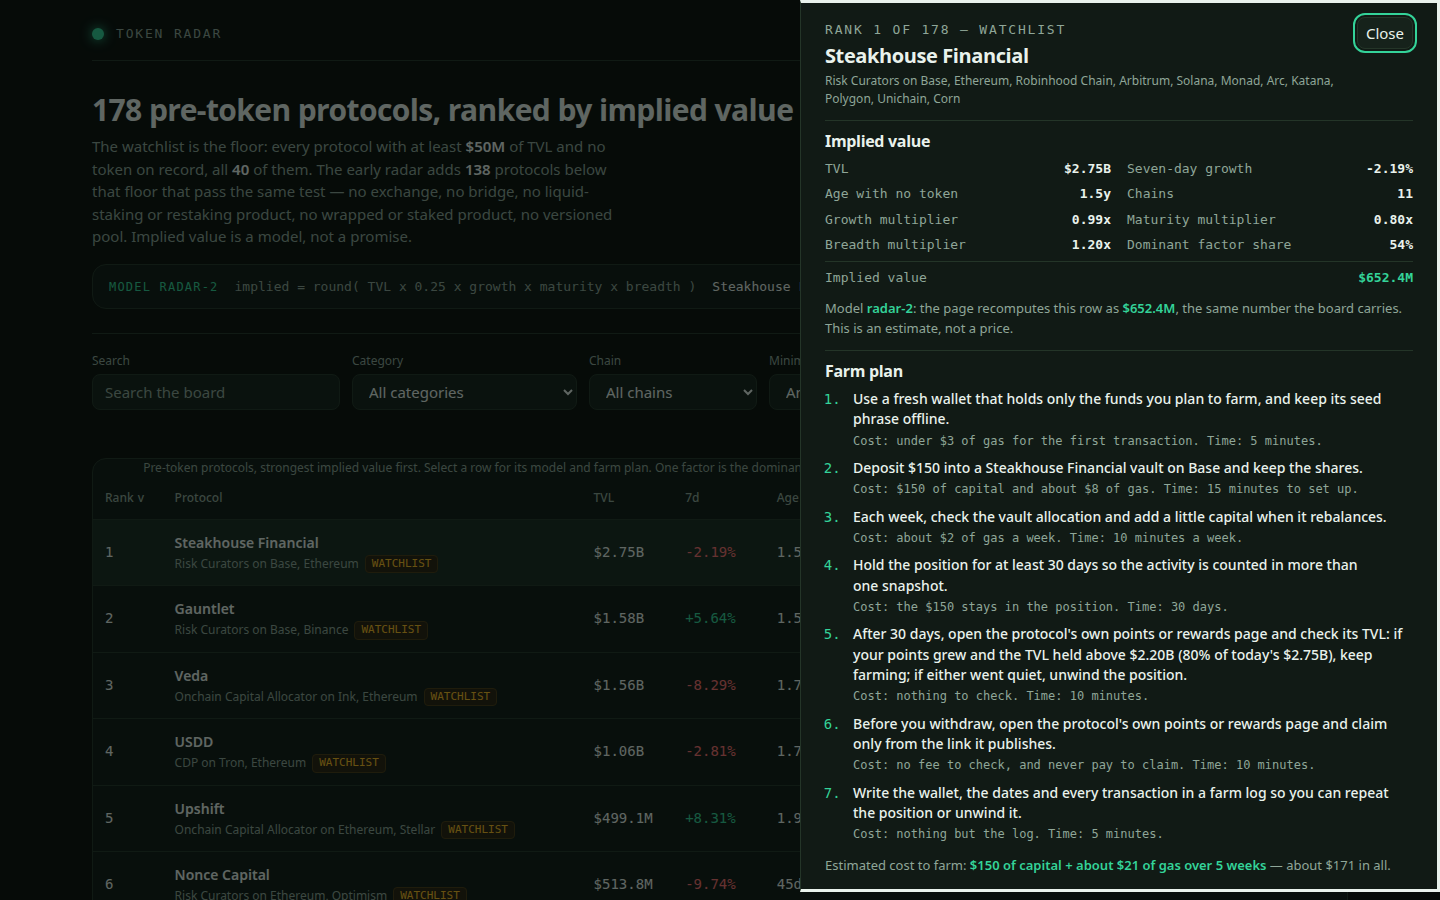 TOKEN RADAR
178 pre-token protocols, ranked by implied value
The watchlist is the floor: every protocol with at least $50M of TVL and no
token on record, all 40 of them. The early radar adds 138 protocols below
that floor that pass the same test — no exchange, no bridge, no liquid-
staking or restaking product, no wrapped or staked product, no versioned
pool. Implied value is a model, not a promise.
MODEL RADAR-2 implied = round( TVL x 0.25 x growth x maturity x breadth ) Steakhouse
Search
Category
Chain
Search the board
All categories
All chains
Pre-token protocols, strongest implied value first. Select a row for its model and farm plan. One factor is the
Rank v Protocol TVL 7d Age
1 Steakhouse Financial $2.75B -2.19% 1.5
Risk Curators on Base, Ethereum WATCHLIST
2 Gauntlet $1.58B +5.64% 1.5
Risk Curators on Base, Binance WATCHLIST
3 Veda $1.56B -8.29% 1.7
Onchain Capital Allocator on Ink, Ethereum WATCHLIST
4 USDD $1.06B -2.81% 1.7
CDP on Tron, Ethereum WATCHLIST
5 Upshift $499.1M +8.31% 1.9
Onchain Capital Allocator on Ethereum, Stellar WATCHLIST
6 Nonce Capital $513.8M -9.74% 45d
Risk Curators on Ethereum, Optimism WATCHLIST
RANK 1 OF 178 — WATCHLIST
Close
Steakhouse Financial
Risk Curators on Base, Ethereum, Robinhood Chain, Arbitrum, Solana, Monad, Arc, Katana,
Polygon, Unichain, Corn
Implied value
TVL $2.75B Seven-day growth -2.19%
Age with no token 1.5y Chains 11
Growth multiplier 0.99x Maturity multiplier 0.80x
Breadth multiplier 1.20x Dominant factor share 54%
Implied value $652.4M
Model radar-2: the page recomputes this row as $652.4M, the same number the board carries.
This is an estimate, not a price.
Farm plan
1. Use a fresh wallet that holds only the funds you plan to farm, and keep its seed
phrase offline.
Cost: under $3 of gas for the first transaction. Time: 5 minutes.
2. Deposit $150 into a Steakhouse Financial vault on Base and keep the shares.
Cost: $150 of capital and about $8 of gas. Time: 15 minutes to set up.
3. Each week, check the vault allocation and add a little capital when it rebalances.
Cost: about $2 of gas a week. Time: 10 minutes a week.
4. Hold the position for at least 30 days so the activity is counted in more than
one snapshot.
Cost: the $150 stays in the position. Time: 30 days.
5. After 30 days, open the protocol's own points or rewards page and check its TVL: if
your points grew and the TVL held above $2.20B (80% of today's $2.75B), keep
farming; if either went quiet, unwind the position.
Cost: nothing to check. Time: 10 minutes.
6. Before you withdraw, open the protocol's own points or rewards page and claim
only from the link it publishes.
Cost: no fee to check, and never pay to claim. Time: 10 minutes.
7. Write the wallet, the dates and every transaction in a farm log so you can repeat
the position or unwind it.
Cost: nothing but the log. Time: 5 minutes.
Estimated cost to farm: $150 of capital + about $21 of gas over 5 weeks — about $171 in all.